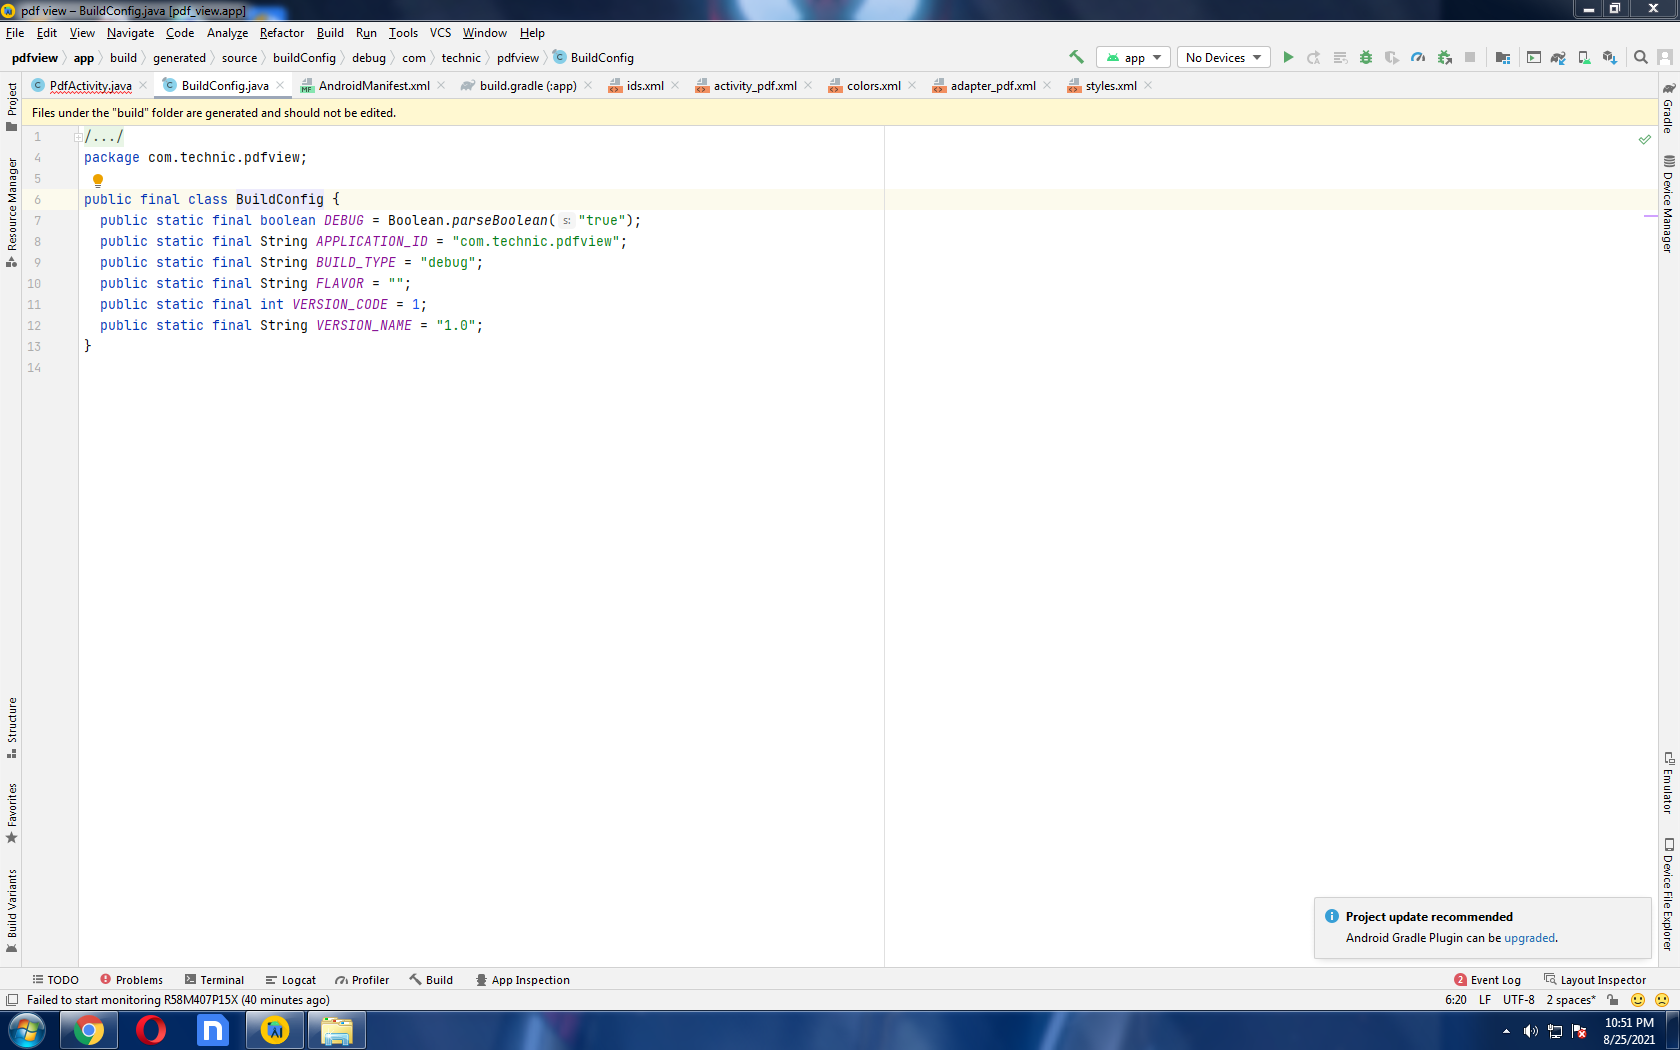 pdf view – BuildConfig.java [pdf_view.app]
File Edit View Navigate Code Analyze Refactor Build Run Tools VCS Window Help
pdfview app build generated source buildConfig debug com technic pdfview BuildConfig app No Devices
PdfActivity.java BuildConfig.java AndroidManifest.xml build.gradle (:app) ids.xml activity_pdf.xml colors.xml adapter_pdf.xml styles.xml
Files under the "build" folder are generated and should not be edited.
1 /.../
4 package com.technic.pdfview;
5
6 public final class BuildConfig {
7 public static final boolean DEBUG = Boolean.parseBoolean( s: "true");
8 public static final String APPLICATION_ID = "com.technic.pdfview";
9 public static final String BUILD_TYPE = "debug";
10 public static final String FLAVOR = "";
11 public static final int VERSION_CODE = 1;
12 public static final String VERSION_NAME = "1.0";
13 }
14
Project
Resource Manager
Structure
Favorites
Build Variants
Gradle
Device Manager
Emulator
Device File Explorer
Project update recommended
Android Gradle Plugin can be upgraded.
TODO Problems Terminal Logcat Profiler Build App Inspection 2 Event Log Layout Inspector
Failed to start monitoring R58M407P15X (40 minutes ago) 6:20 LF UTF-8 2 spaces*
10:51 PM
8/25/2021